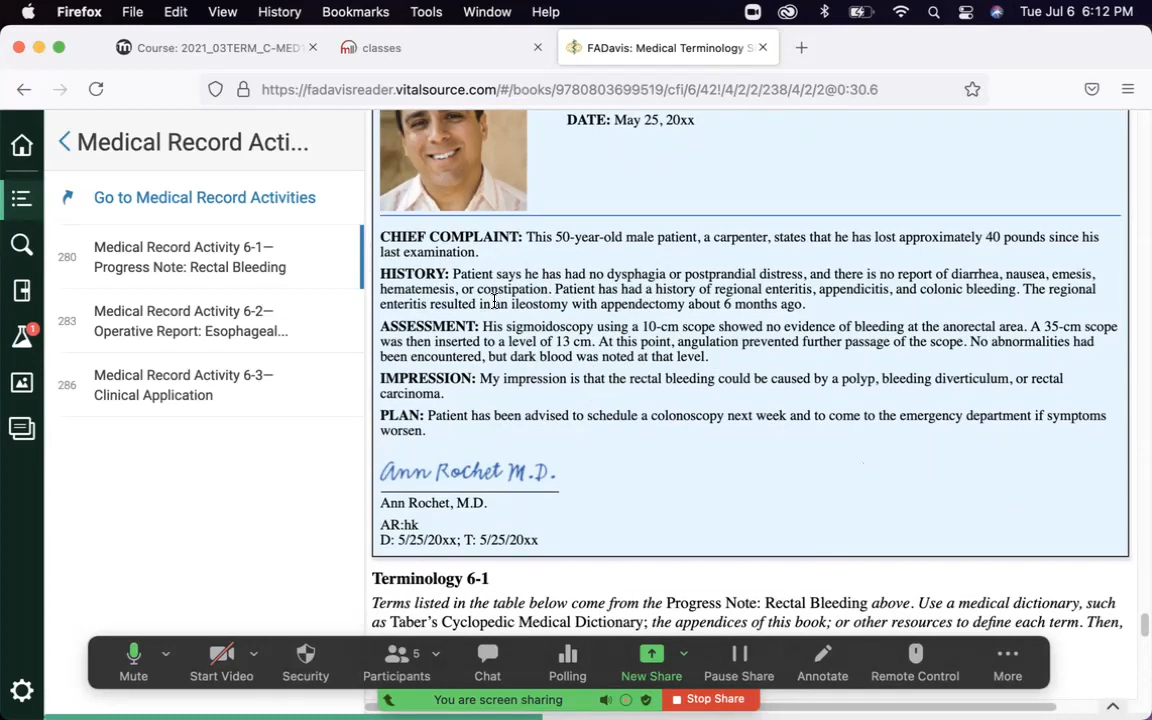 Firefox File Edit View History Bookmarks Tools Window Help Tue Jul 6 6:12 PM
Course: 2021_03TERM_C-MED classes FADavis: Medical Terminology S
https://fadavisreader.vitalsource.com/#/books/9780803699519/cfi/6/42!/4/2/2/238/4/2/2@0:30.6
Medical Record Acti...
Go to Medical Record Activities
280 Medical Record Activity 6-1—
Progress Note: Rectal Bleeding
283 Medical Record Activity 6-2—
Operative Report: Esophageal...
286 Medical Record Activity 6-3—
Clinical Application
1
DATE: May 25, 20xx
CHIEF COMPLAINT: This 50-year-old male patient, a carpenter, states that he has lost approximately 40 pounds since his
last examination.
HISTORY: Patient says he has had no dysphagia or postprandial distress, and there is no report of diarrhea, nausea, emesis,
hematemesis, or constipation. Patient has had a history of regional enteritis, appendicitis, and colonic bleeding. The regional
enteritis resulted in an ileostomy with appendectomy about 6 months ago.
ASSESSMENT: His sigmoidoscopy using a 10-cm scope showed no evidence of bleeding at the anorectal area. A 35-cm scope
was then inserted to a level of 13 cm. At this point, angulation prevented further passage of the scope. No abnormalities had
been encountered, but dark blood was noted at that level.
IMPRESSION: My impression is that the rectal bleeding could be caused by a polyp, bleeding diverticulum, or rectal
carcinoma.
PLAN: Patient has been advised to schedule a colonoscopy next week and to come to the emergency department if symptoms
worsen.
Ann Rochet M.D.
Ann Rochet, M.D.
AR:hk
D: 5/25/20xx; T: 5/25/20xx
Terminology 6-1
Terms listed in the table below come from the Progress Note: Rectal Bleeding above. Use a medical dictionary, such
as Taber's Cyclopedic Medical Dictionary; the appendices of this book; or other resources to define each term. Then,
5
Mute Start Video Security Participants Chat Polling New Share Pause Share Annotate Remote Control More
You are screen sharing Stop Share